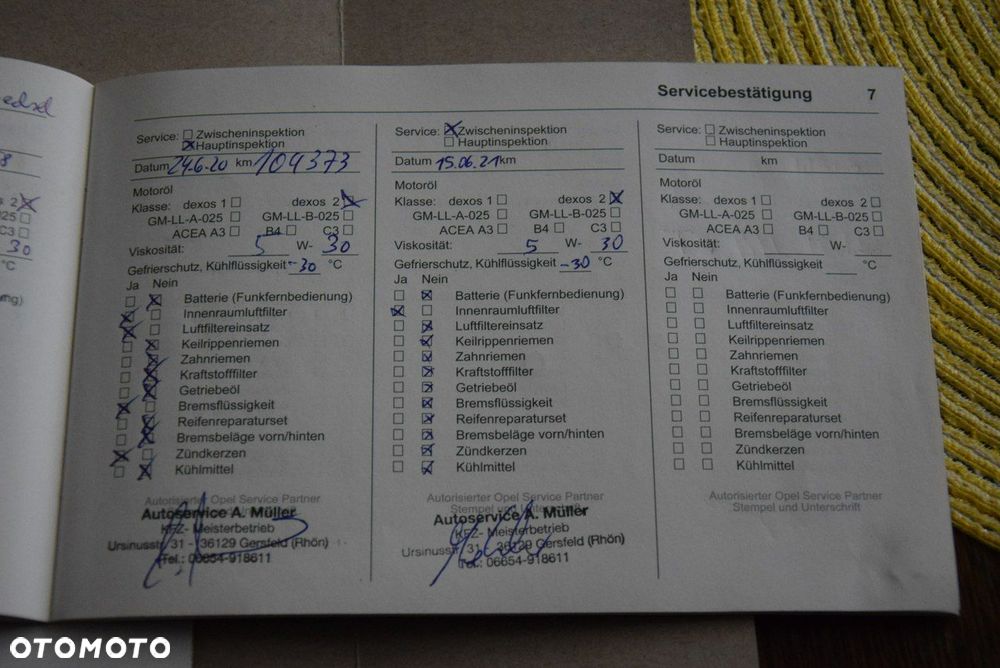 echsel
Servicebestätigung 7
8
Service: Zwischeninspektion
Hauptinspektion
Datum 24.6.20 km 104373
Motoröl
Klasse: dexos 1 dexos 2
GM-LL-A-025 GM-LL-B-025
ACEA A3 B4 C3
Viskosität: 5 W- 30
Gefrierschutz, Kühlflüssigkeit -30 °C
Ja Nein
Batterie (Funkfernbedienung)
Innenraumluftfilter
Luftfiltereinsatz
Keilrippenriemen
Zahnriemen
Kraftstofffilter
Getriebeöl
Bremsflüssigkeit
Reifenreparaturset
Bremsbeläge vorn/hinten
Zündkerzen
Kühlmittel
Autorisierter Opel Service Partner
Autoservice A. Müller
KFZ- Meisterbetrieb
Ursinusstr. 31 - 36129 Gersfeld (Rhön)
Tel.: 06654-918611
Service: Zwischeninspektion
Hauptinspektion
Datum 15.06.21 km
Motoröl
Klasse: dexos 1 dexos 2
GM-LL-A-025 GM-LL-B-025
ACEA A3 B4 C3
Viskosität: 5 W- 30
Gefrierschutz, Kühlflüssigkeit -30 °C
Ja Nein
Batterie (Funkfernbedienung)
Innenraumluftfilter
Luftfiltereinsatz
Keilrippenriemen
Zahnriemen
Kraftstofffilter
Getriebeöl
Bremsflüssigkeit
Reifenreparaturset
Bremsbeläge vorn/hinten
Zündkerzen
Kühlmittel
Autorisierter Opel Service Partner
Stempel und Unterschrift
Autoservice A. Müller
KFZ- Meisterbetrieb
Ursinusstr. 31 - 36129 Gersfeld (Rhön)
Tel.: 06654-918611
Service: Zwischeninspektion
Hauptinspektion
Datum km
Motoröl
Klasse: dexos 1 dexos 2
GM-LL-A-025 GM-LL-B-025
ACEA A3 B4 C3
Viskosität: W-
Gefrierschutz, Kühlflüssigkeit °C
Ja Nein
Batterie (Funkfernbedienung)
Innenraumluftfilter
Luftfiltereinsatz
Keilrippenriemen
Zahnriemen
Kraftstofffilter
Getriebeöl
Bremsflüssigkeit
Reifenreparaturset
Bremsbeläge vorn/hinten
Zündkerzen
Kühlmittel
Autorisierter Opel Service Partner
Stempel und Unterschrift
OTOMOTO